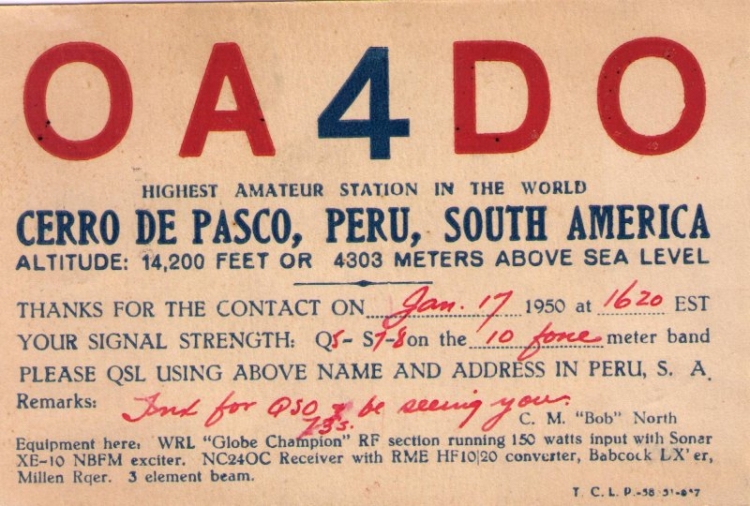 OA4DO
HIGHEST AMATEUR STATION IN THE WORLD
CERRO DE PASCO, PERU, SOUTH AMERICA
ALTITUDE: 14,200 FEET OR 4303 METERS ABOVE SEA LEVEL
THANKS FOR THE CONTACT ON Jan. 17 1950 at 1620 EST
YOUR SIGNAL STRENGTH: Q5- S7-8 on the 10 fone meter band
PLEASE QSL USING ABOVE NAME AND ADDRESS IN PERU, S. A.
Remarks: Tnx for QSO & be seeing you.
73s.
C. M. "Bob" North
Equipment here: WRL "Globe Champion" RF section running 150 watts input with Sonar
XE-10 NBFM exciter. NC24OC Receiver with RME HF10|20 converter, Babcock LX'er,
Millen Rqer. 3 element beam.
T. C. L. P.-58